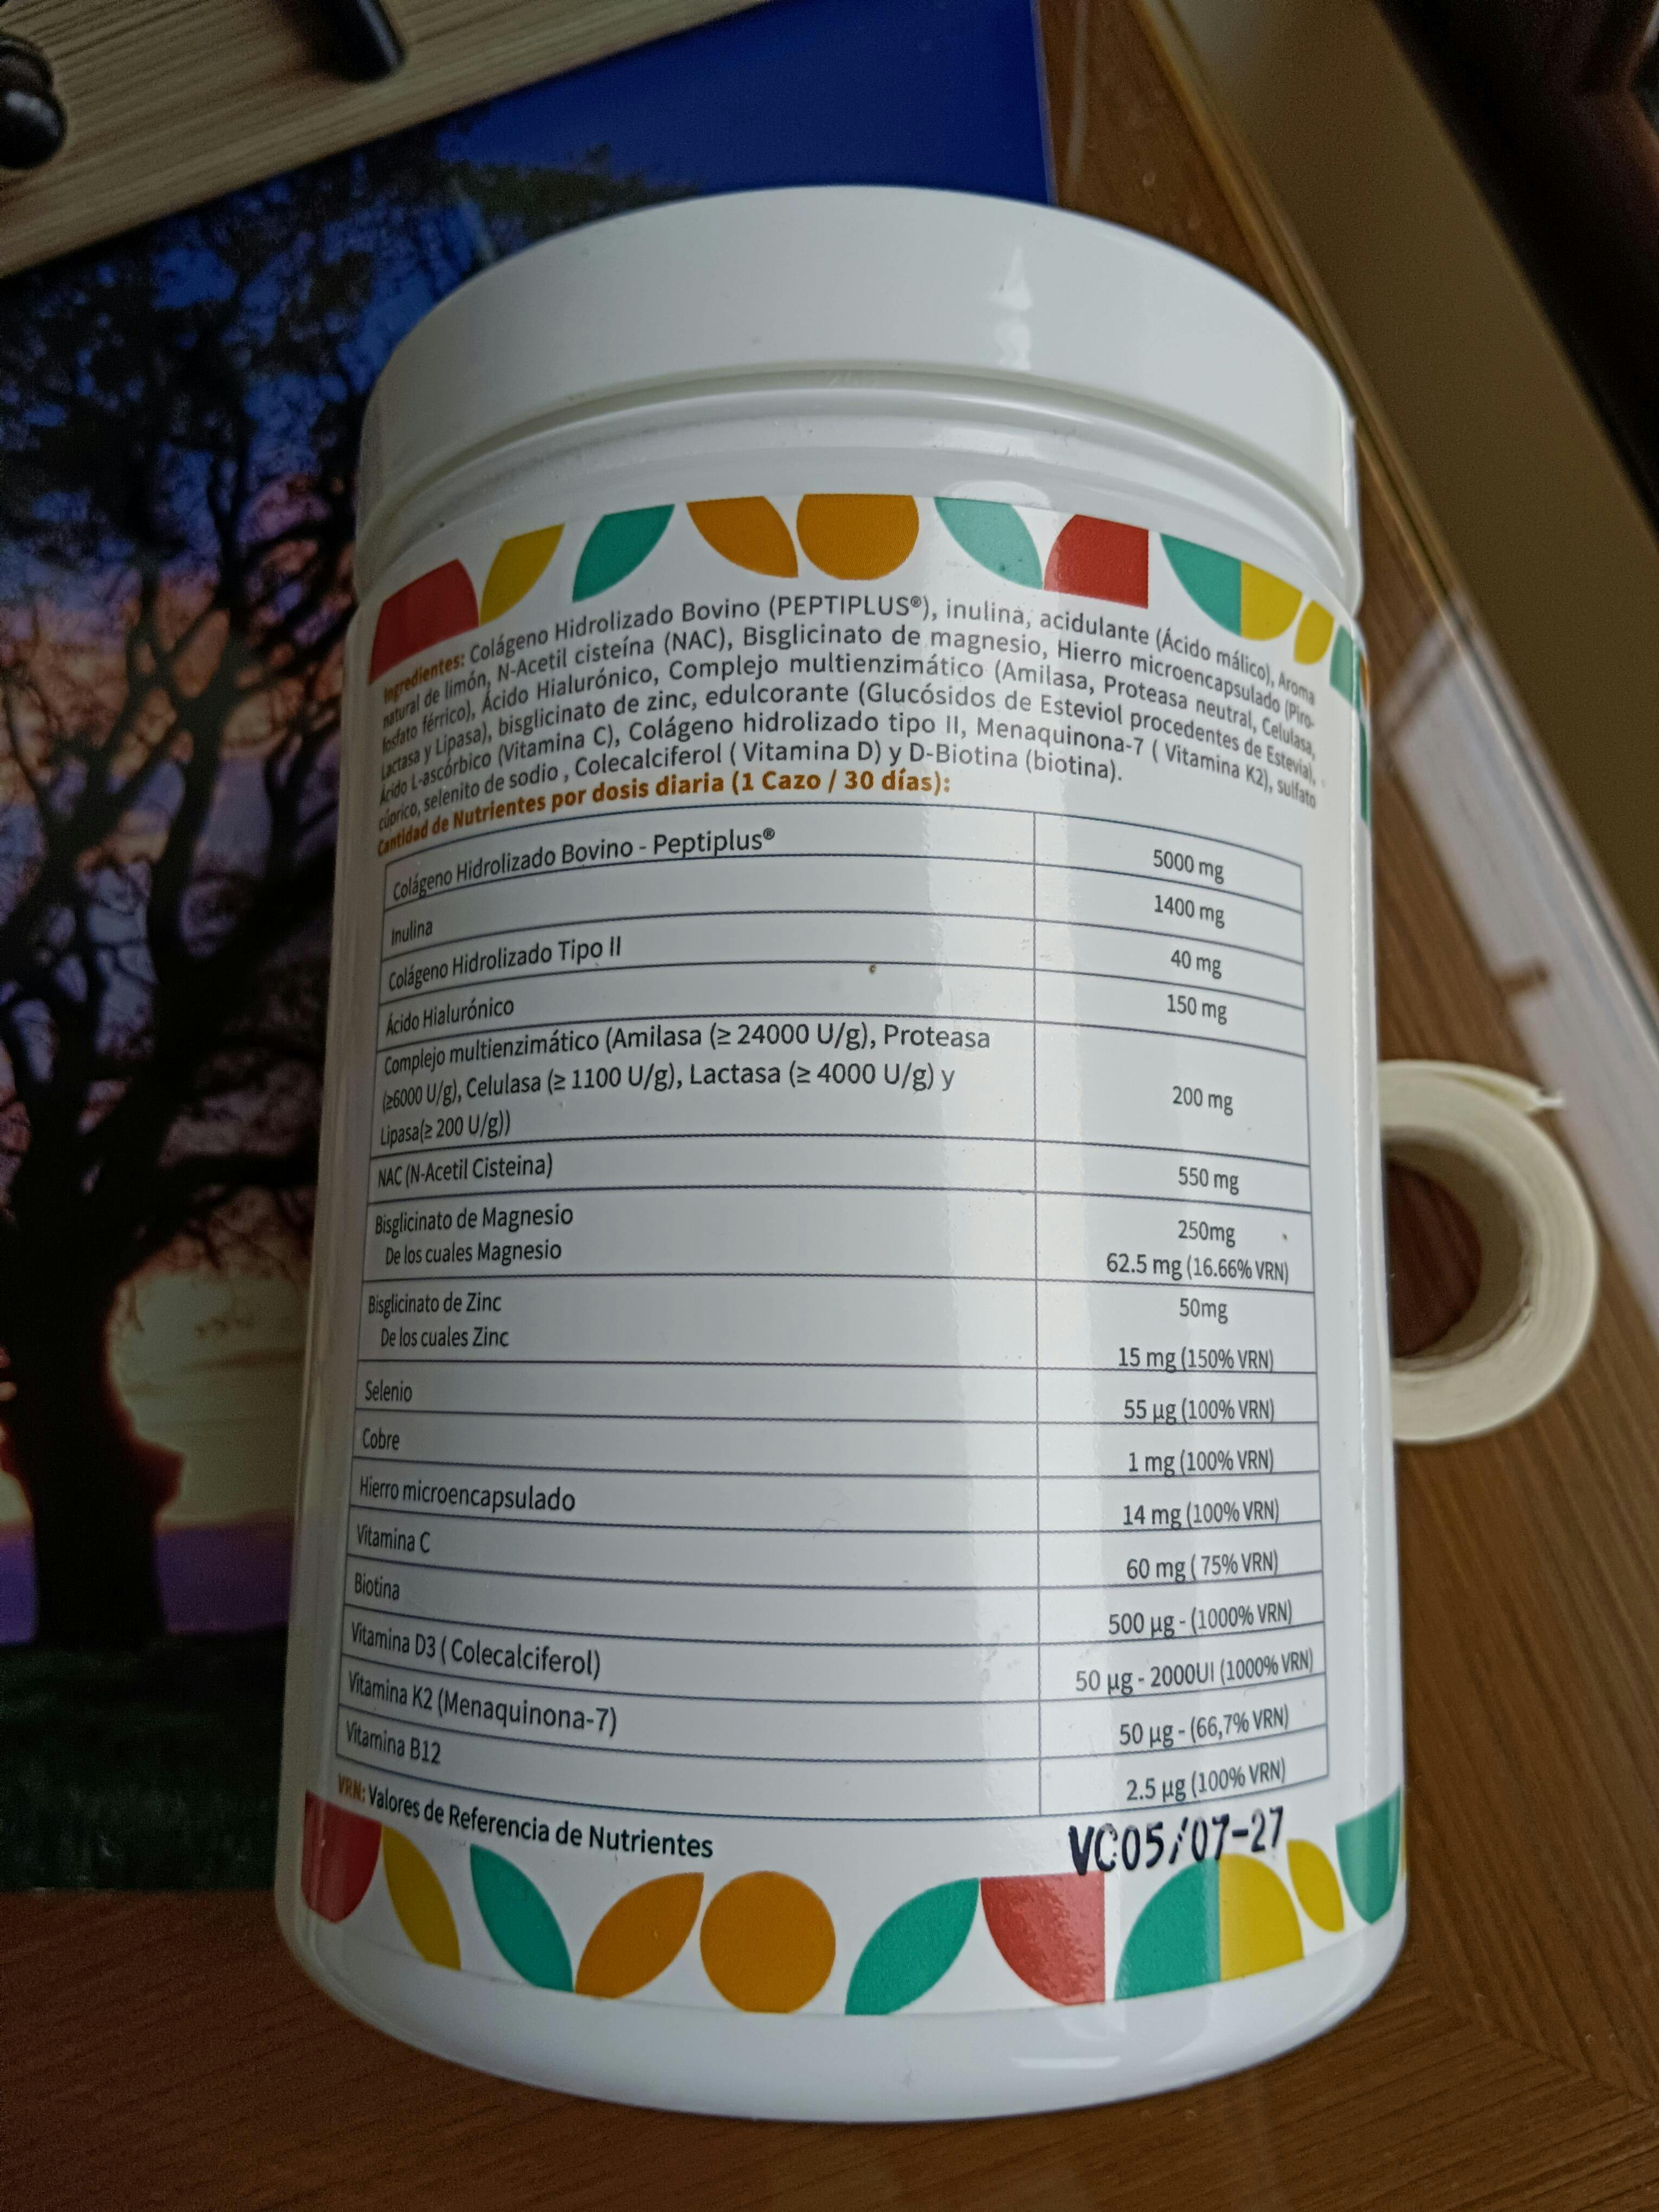 Ingredientes: Colágeno Hidrolizado Bovino (PEPTIPLUS®), inulina, acidulante (Ácido málico), Aroma
natural de limón, N-Acetil cisteína (NAC), Bisglicinato de magnesio, Hierro microencapsulado (Piro-
fosfato férrico), Ácido Hialurónico, Complejo multienzimático (Amilasa, Proteasa neutral, Celulasa,
Lactasa y Lipasa), bisglicinato de zinc, edulcorante (Glucósidos de Esteviol procedentes de Estevia),
Ácido L-ascórbico (Vitamina C), Colágeno hidrolizado tipo II, Menaquinona-7 ( Vitamina K2), sulfato
cúprico, selenito de sodio , Colecalciferol ( Vitamina D) y D-Biotina (biotina).
Cantidad de Nutrientes por dosis diaria (1 Cazo / 30 días):
Colágeno Hidrolizado Bovino - Peptiplus® 5000 mg
Inulina 1400 mg
Colágeno Hidrolizado Tipo II 40 mg
Ácido Hialurónico 150 mg
Complejo multienzimático (Amilasa (≥ 24000 U/g), Proteasa
(≥6000 U/g), Celulasa (≥ 1100 U/g), Lactasa (≥ 4000 U/g) y 200 mg
Lipasa(≥ 200 U/g))
NAC (N-Acetil Cisteina) 550 mg
Bisglicinato de Magnesio 250mg
De los cuales Magnesio 62.5 mg (16.66% VRN)
Bisglicinato de Zinc 50mg
De los cuales Zinc 15 mg (150% VRN)
Selenio 55 µg (100% VRN)
Cobre 1 mg (100% VRN)
Hierro microencapsulado 14 mg (100% VRN)
Vitamina C 60 mg ( 75% VRN)
Biotina 500 µg - (1000% VRN)
Vitamina D3 ( Colecalciferol) 50 µg - 2000UI (1000% VRN)
Vitamina K2 (Menaquinona-7) 50 µg - (66,7% VRN)
Vitamina B12 2.5 µg (100% VRN)
VRN: Valores de Referencia de Nutrientes
VC05/07-27